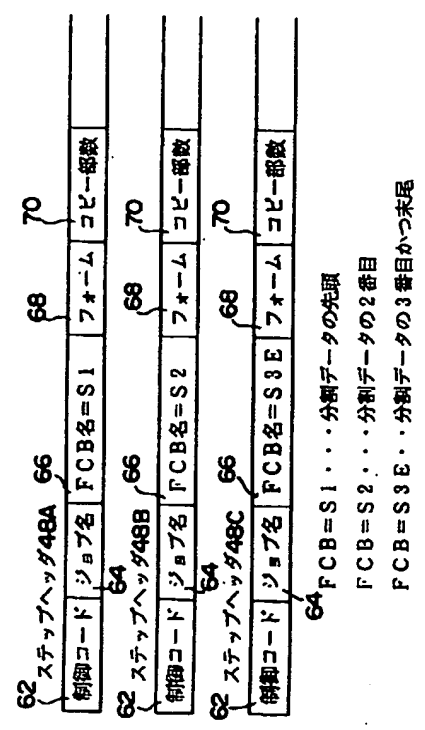 62 ステップヘッダ48A 66 68 70
制御コード ジョブ名 FCB名=S1 フォーム コピー部数
64
62 ステップヘッダ48B 66 68 70
制御コード ジョブ名 FCB名=S2 フォーム コピー部数
64
62 ステップヘッダ48C 66 68 70
制御コード ジョブ名 FCB名=S3E フォーム コピー部数
64
FCB=S1・・・分割データの先頭
FCB=S2・・・分割データの2番目
FCB=S3E・・分割データの3番目かつ末尾